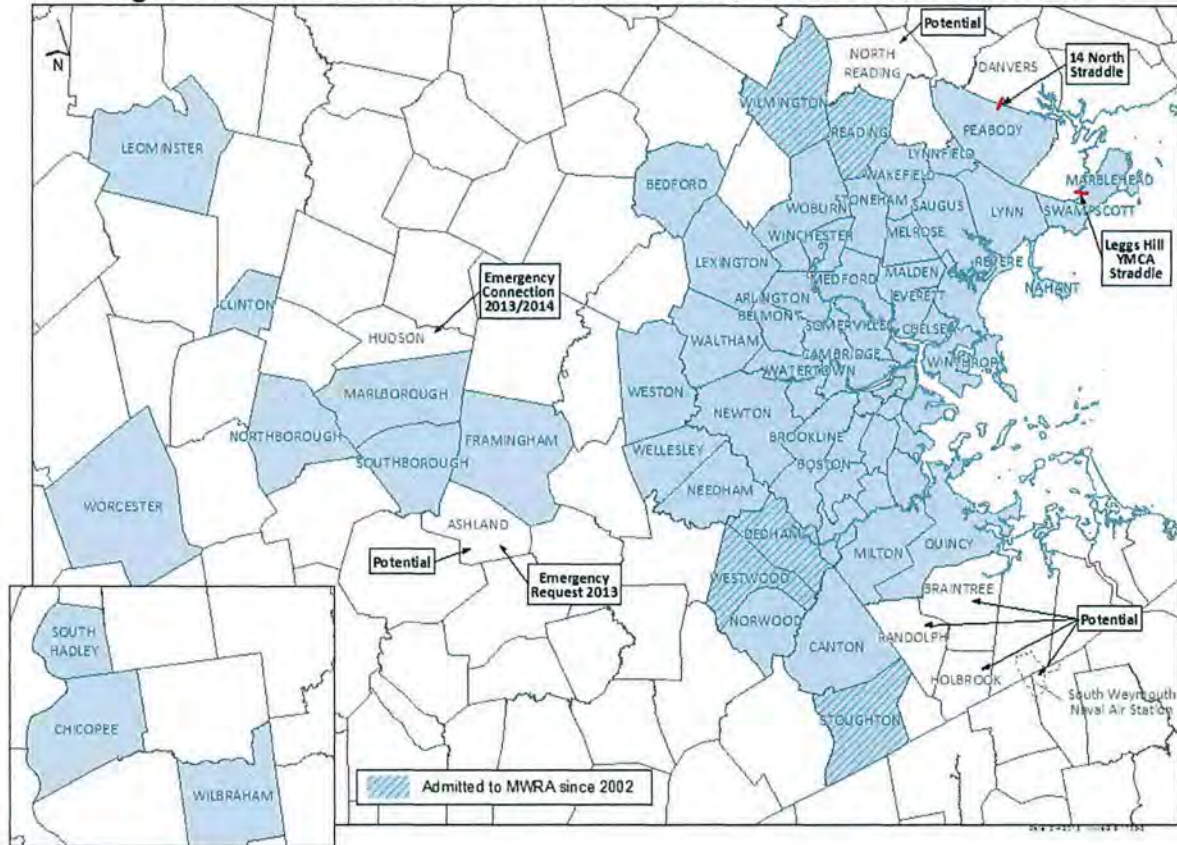 Potential
N
NORTH
READING
DANVERS
14 North
Straddle
WILMINGTON
READING
PEABODY
LEOMINSTER
LYNNFIELD
BEDFORD
WAKEFIELD
MARBLEHEAD
WOBURN
STONEHAM
SAUGUS
LYNN
SWAMPSCOTT
WINCHESTER
MELROSE
Leggs Hill
YMCA
Straddle
LEXINGTON
MEDFORD
MALDEN
REVERE
NAHANT
Emergency
Connection
2013/2014
CLINTON
ARLINGTON
EVERETT
BELMONT
SOMERVILLE
CHELSEA
HUDSON
WALTHAM
CAMBRIDGE
WINTHROP
WATERTOWN
MARLBOROUGH
WESTON
NEWTON
NORTHBOROUGH
FRAMINGHAM
BROOKLINE
SOUTHBOROUGH
WELLESLEY
BOSTON
NEEDHAM
WORCESTER
ASHLAND
DEDHAM
MILTON
QUINCY
Potential
Emergency
Request 2013
WESTWOOD
BRAINTREE
Potential
NORWOOD
CANTON
RANDOLPH
HOLBROOK
SOUTH
HADLEY
South Weymouth
Naval Air Station
STOUGHTON
CHICOPEE
WILBRAHAM
Admitted to MWRA since 2002